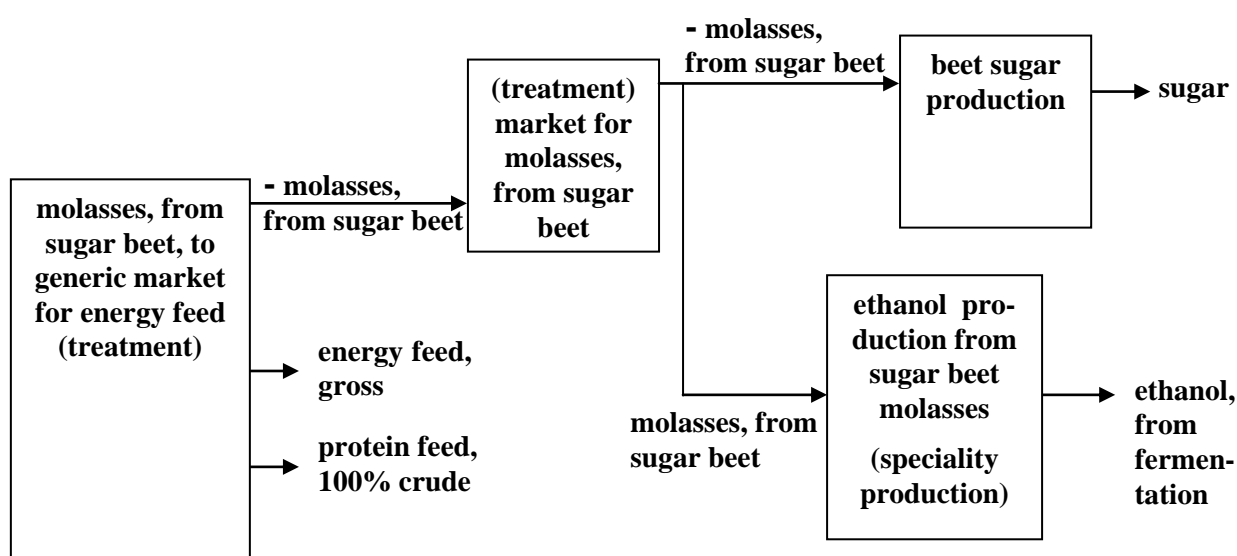 - molasses,
from sugar beet
beet sugar
production
sugar
(treatment)
market for
molasses,
from sugar
beet
- molasses,
from sugar beet
molasses, from
sugar beet, to
generic market
for energy feed
(treatment)
energy feed,
gross
protein feed,
100% crude
molasses, from
sugar beet
ethanol pro-
duction from
sugar beet
molasses
(speciality
production)
ethanol,
from
fermen-
tation